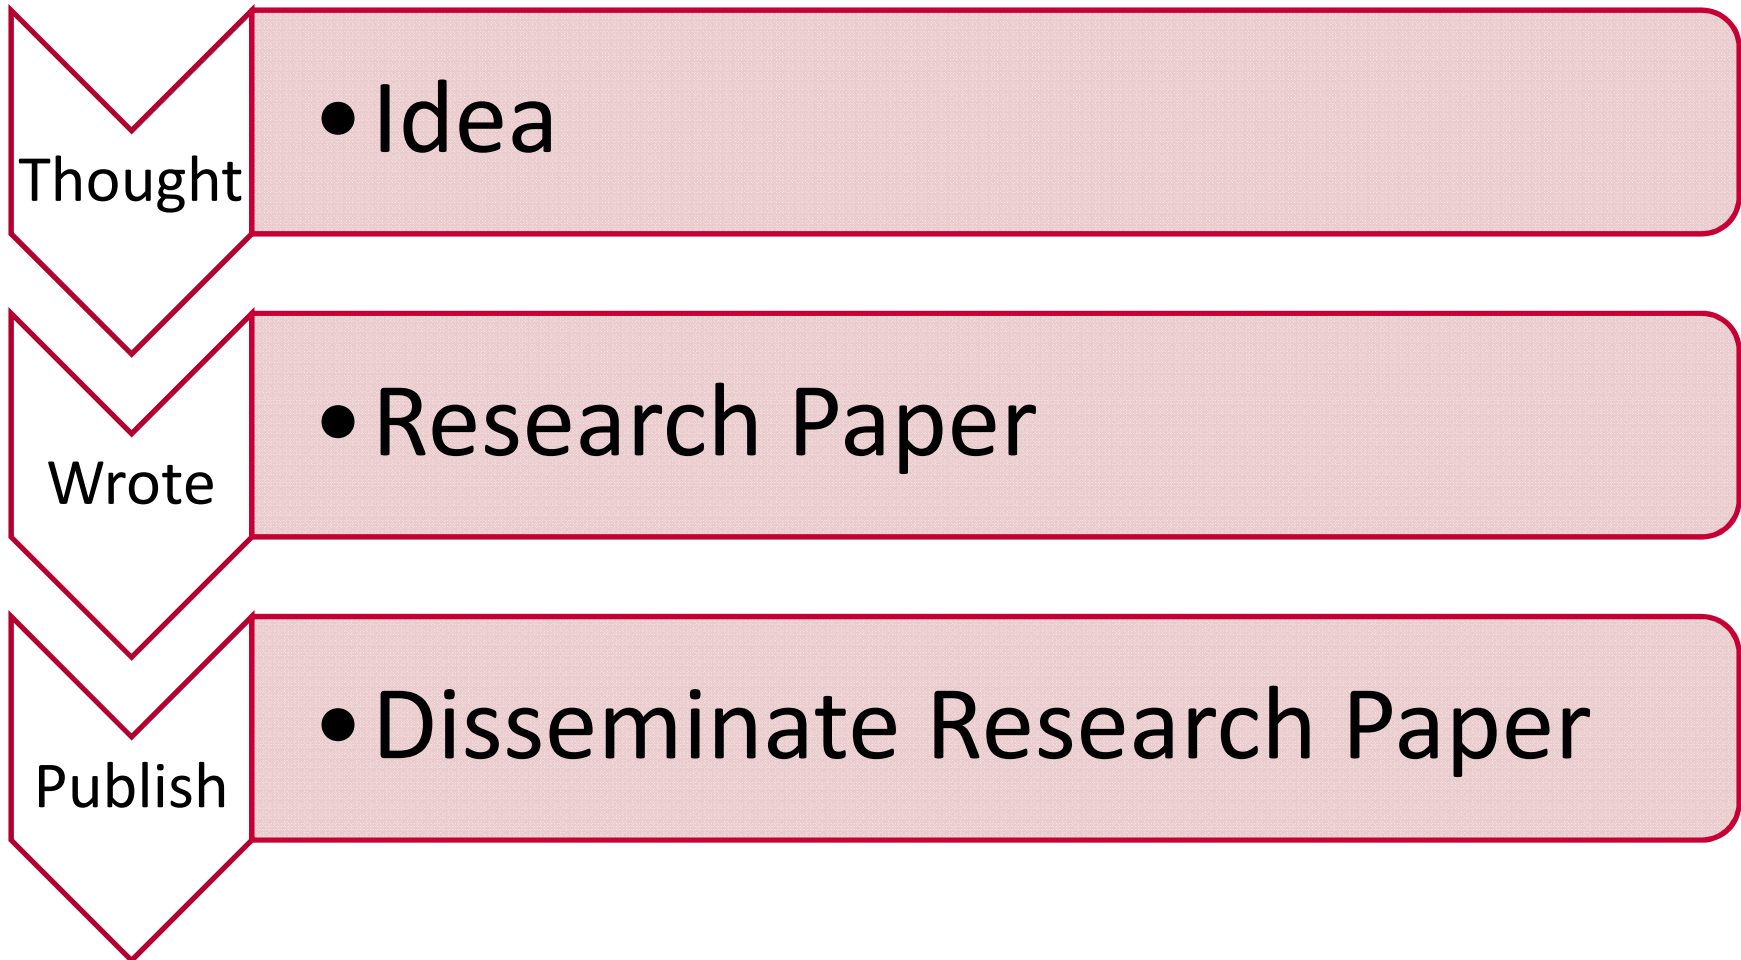 Thought
• Idea
Wrote
• Research Paper
Publish
• Disseminate Research Paper